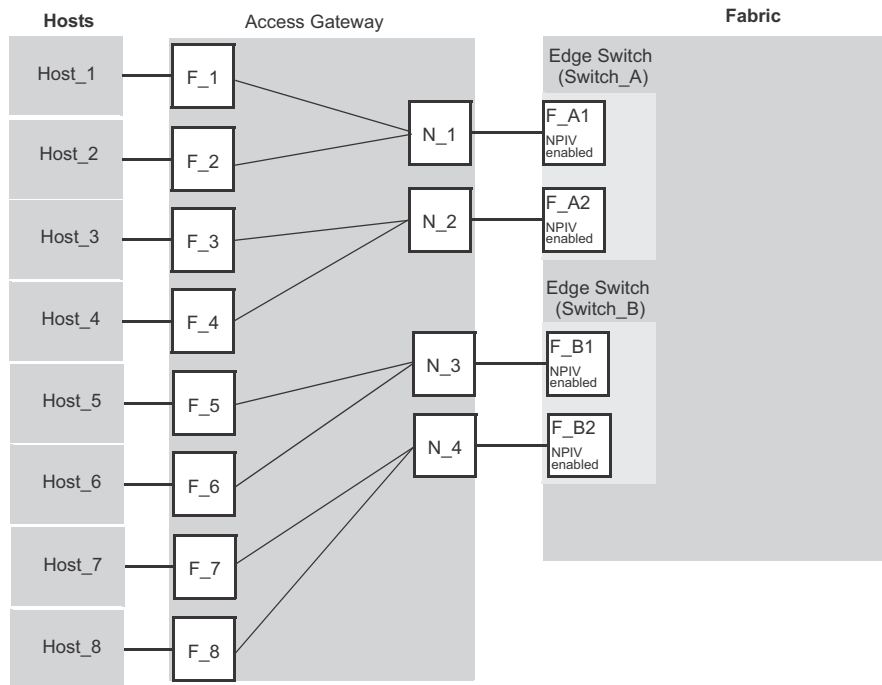 Hosts
Access Gateway
Fabric
Host_1
Host_2
Host_3
Host_4
Host_5
Host_6
Host_7
Host_8
F_1
F_2
F_3
F_4
F_5
F_6
F_7
F_8
N_1
N_2
N_3
N_4
Edge Switch
(Switch_A)
F_A1
NPIV
enabled
F_A2
NPIV
enabled
Edge Switch
(Switch_B)
F_B1
NPIV
enabled
F_B2
NPIV
enabled